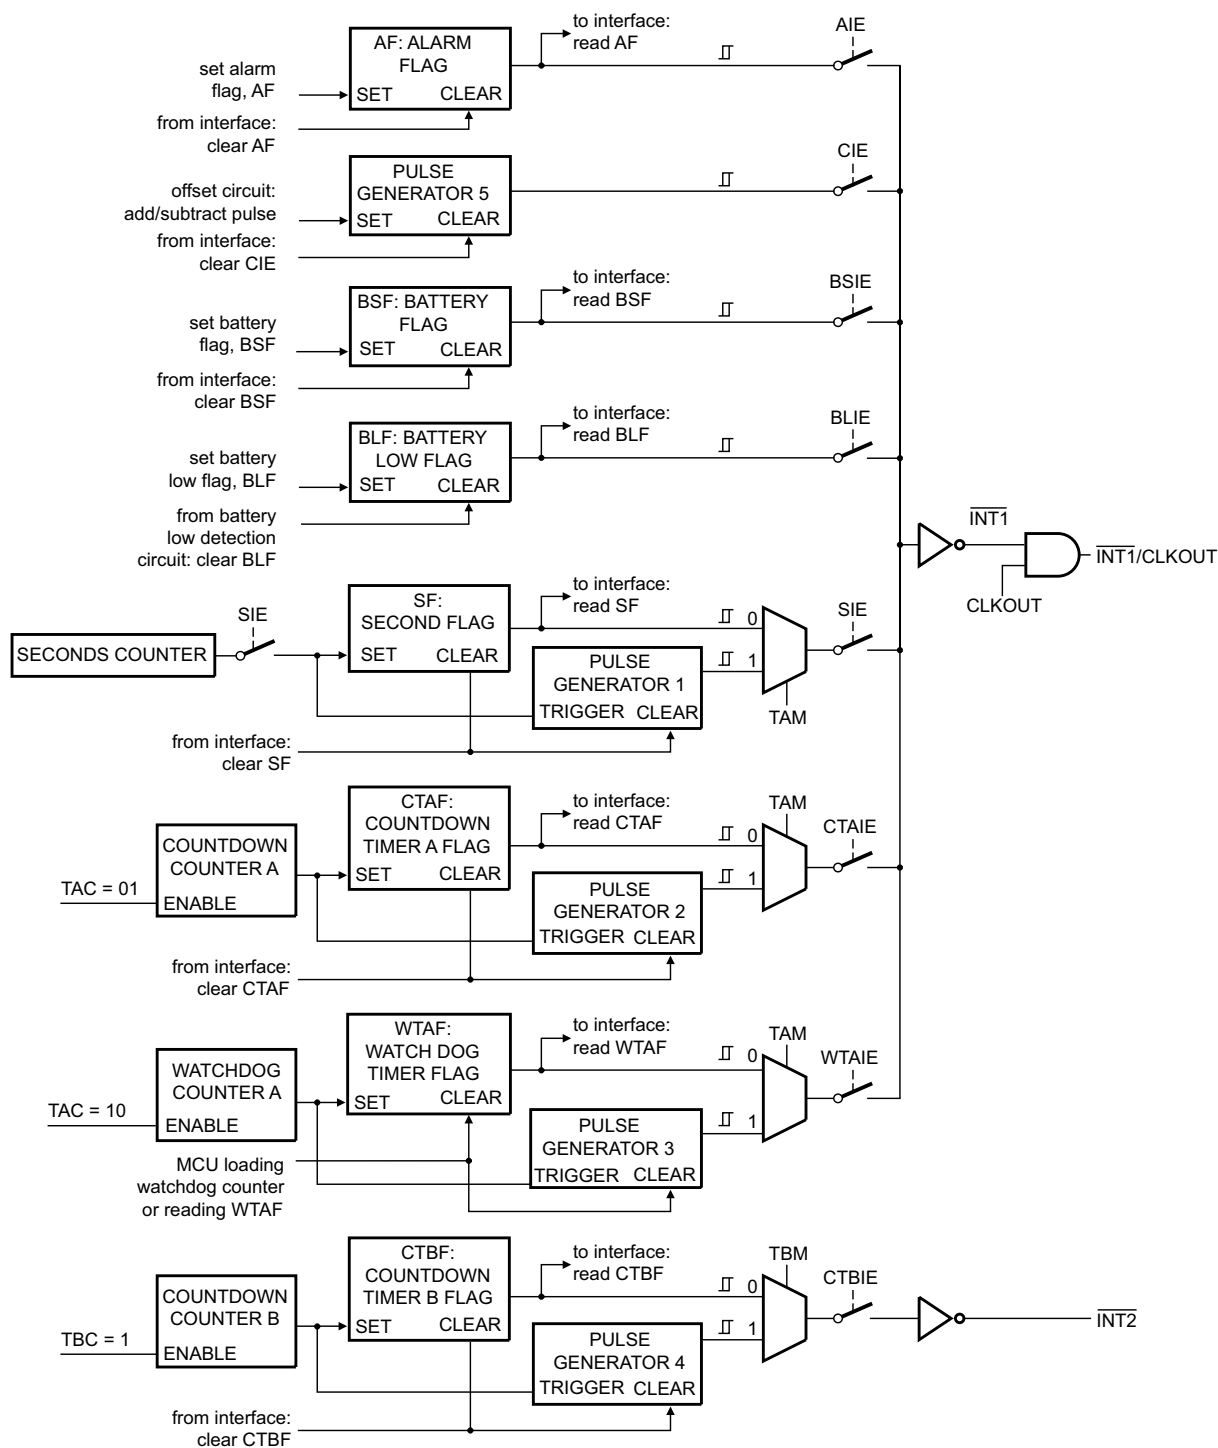 AF: ALARM
FLAG
SET CLEAR
to interface:
read AF
AIE
set alarm
flag, AF
from interface:
clear AF
PULSE
GENERATOR 5
SET CLEAR
CIE
offset circuit:
add/subtract pulse
from interface:
clear CIE
BSF: BATTERY
FLAG
SET CLEAR
to interface:
read BSF
BSIE
set battery
flag, BSF
from interface:
clear BSF
BLF: BATTERY
LOW FLAG
SET CLEAR
to interface:
read BLF
BLIE
set battery
low flag, BLF
from battery
low detection
circuit: clear BLF
INT1
INT1/CLKOUT
CLKOUT
SECONDS COUNTER
SIE
SF:
SECOND FLAG
SET CLEAR
to interface:
read SF
PULSE
GENERATOR 1
TRIGGER CLEAR
0
1
TAM
SIE
from interface:
clear SF
COUNTDOWN
COUNTER A
ENABLE
TAC = 01
CTAF:
COUNTDOWN
TIMER A FLAG
SET CLEAR
to interface:
read CTAF
PULSE
GENERATOR 2
TRIGGER CLEAR
TAM
0
1
CTAIE
from interface:
clear CTAF
WATCHDOG
COUNTER A
ENABLE
TAC = 10
WTAF:
WATCH DOG
TIMER FLAG
SET CLEAR
to interface:
read WTAF
PULSE
GENERATOR 3
TRIGGER CLEAR
TAM
0
1
WTAIE
MCU loading
watchdog counter
or reading WTAF
COUNTDOWN
COUNTER B
ENABLE
TBC = 1
CTBF:
COUNTDOWN
TIMER B FLAG
SET CLEAR
to interface:
read CTBF
PULSE
GENERATOR 4
TRIGGER CLEAR
TBM
0
1
CTBIE
INT2
from interface:
clear CTBF